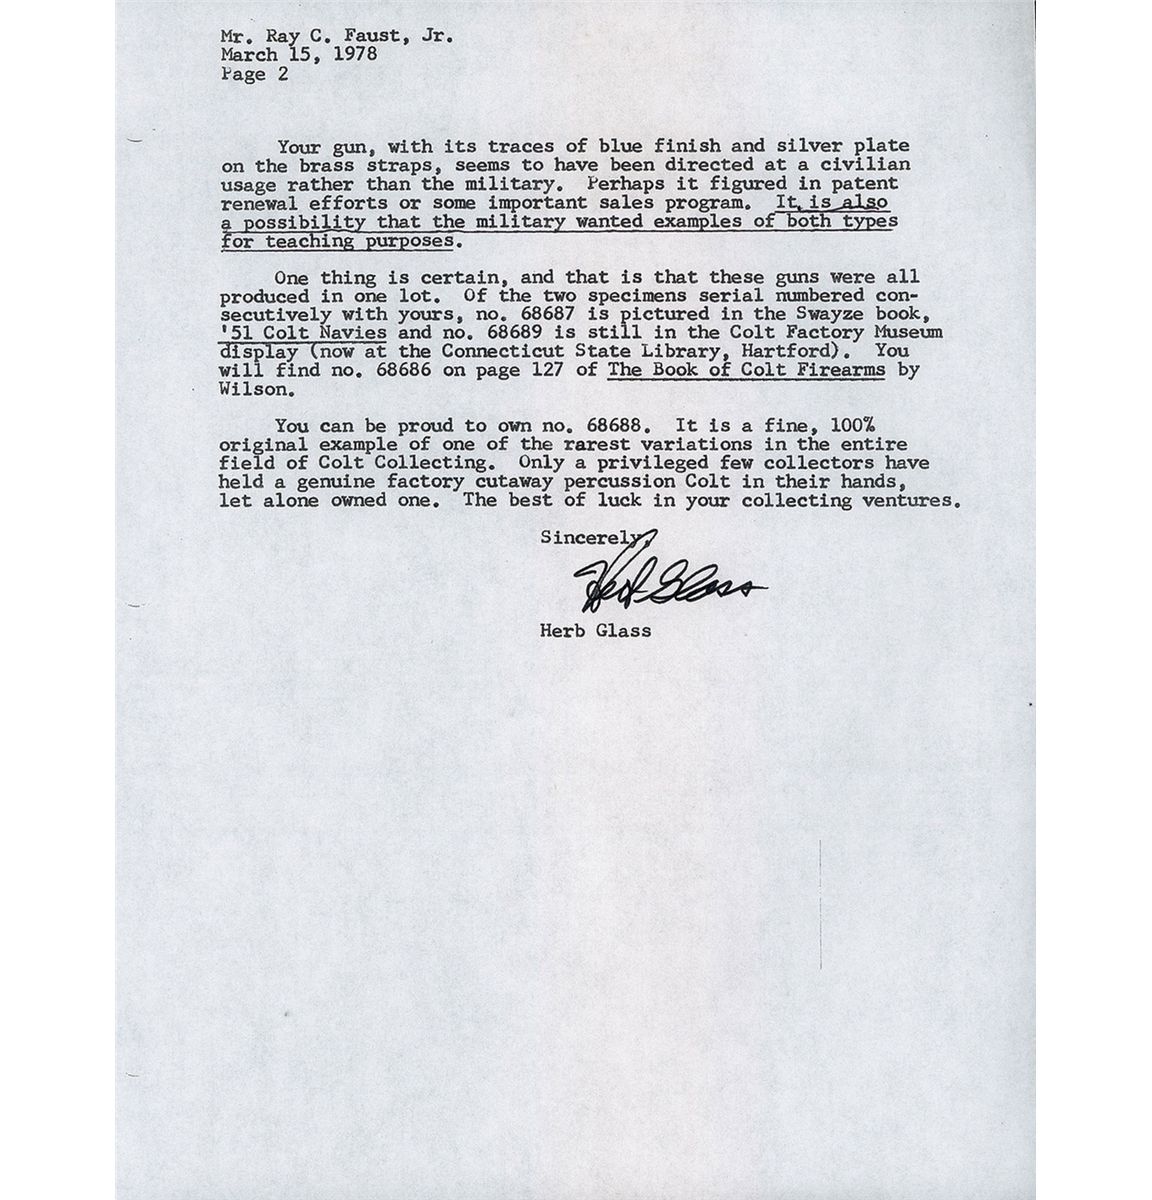 Mr. Ray C. Faust, Jr.
March 15, 1978
Page 2
Your gun, with its traces of blue finish and silver plate
on the brass straps, seems to have been directed at a civilian
usage rather than the military. Perhaps it figured in patent
renewal efforts or some important sales program. It is also
a possibility that the military wanted examples of both types
for teaching purposes.
One thing is certain, and that is that these guns were all
produced in one lot. Of the two specimens serial numbered con-
secutively with yours, no. 68687 is pictured in the Swayze book,
'51 Colt Navies and no. 68689 is still in the Colt Factory Museum
display (now at the Connecticut State Library, Hartford). You
will find no. 68686 on page 127 of The Book of Colt Firearms by
Wilson.
You can be proud to own no. 68688. It is a fine, 100%
original example of one of the rarest variations in the entire
field of Colt Collecting. Only a privileged few collectors have
held a genuine factory cutaway percussion Colt in their hands,
let alone owned one. The best of luck in your collecting ventures.
Sincerely,
Herb Glass
Herb Glass